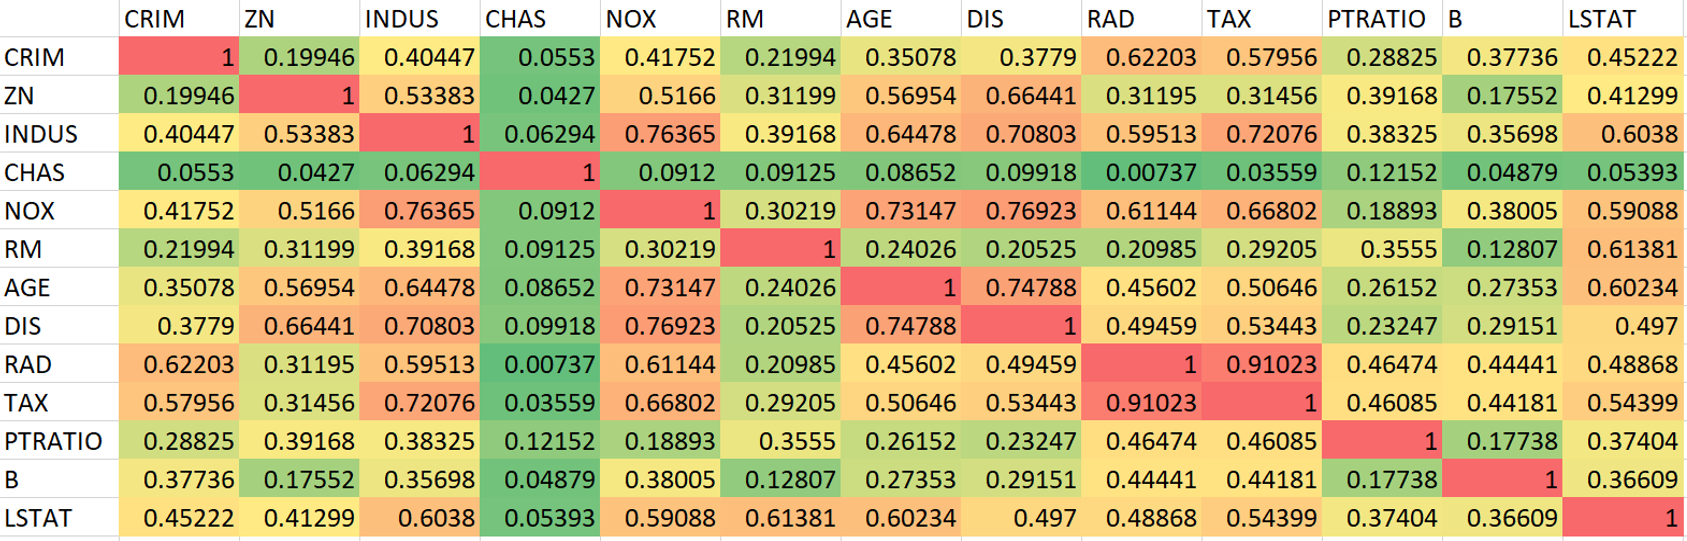 CRIM ZN INDUS CHAS NOX RM AGE DIS RAD TAX PTRATIO B LSTAT
CRIM 1 0.19946 0.40447 0.0553 0.41752 0.21994 0.35078 0.3779 0.62203 0.57956 0.28825 0.37736 0.45222
ZN 0.19946 1 0.53383 0.0427 0.5166 0.31199 0.56954 0.66441 0.31195 0.31456 0.39168 0.17552 0.41299
INDUS 0.40447 0.53383 1 0.06294 0.76365 0.39168 0.64478 0.70803 0.59513 0.72076 0.38325 0.35698 0.6038
CHAS 0.0553 0.0427 0.06294 1 0.0912 0.09125 0.08652 0.09918 0.00737 0.03559 0.12152 0.04879 0.05393
NOX 0.41752 0.5166 0.76365 0.0912 1 0.30219 0.73147 0.76923 0.61144 0.66802 0.18893 0.38005 0.59088
RM 0.21994 0.31199 0.39168 0.09125 0.30219 1 0.24026 0.20525 0.20985 0.29205 0.3555 0.12807 0.61381
AGE 0.35078 0.56954 0.64478 0.08652 0.73147 0.24026 1 0.74788 0.45602 0.50646 0.26152 0.27353 0.60234
DIS 0.3779 0.66441 0.70803 0.09918 0.76923 0.20525 0.74788 1 0.49459 0.53443 0.23247 0.29151 0.497
RAD 0.62203 0.31195 0.59513 0.00737 0.61144 0.20985 0.45602 0.49459 1 0.91023 0.46474 0.44441 0.48868
TAX 0.57956 0.31456 0.72076 0.03559 0.66802 0.29205 0.50646 0.53443 0.91023 1 0.46085 0.44181 0.54399
PTRATIO 0.28825 0.39168 0.38325 0.12152 0.18893 0.3555 0.26152 0.23247 0.46474 0.46085 1 0.17738 0.37404
B 0.37736 0.17552 0.35698 0.04879 0.38005 0.12807 0.27353 0.29151 0.44441 0.44181 0.17738 1 0.36609
LSTAT 0.45222 0.41299 0.6038 0.05393 0.59088 0.61381 0.60234 0.497 0.48868 0.54399 0.37404 0.36609 1